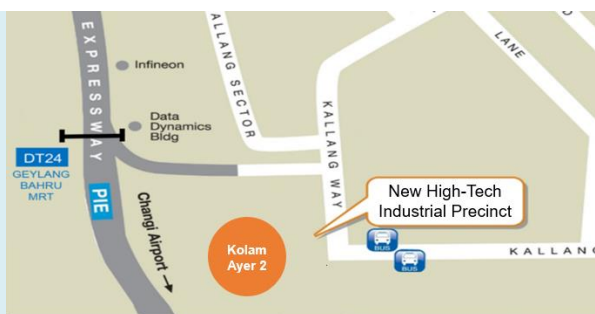 EXPRESSWAY
PIE
Infineon
Data
Dynamics
Bldg
DT24
GEYLANG
BAHRU
MRT
Changi Airport
KALLANG SECTOR
KALLANG WAY
LANE
New High-Tech
Industrial Precinct
Kolam
Ayer 2
BUS
BUS
KALLANG